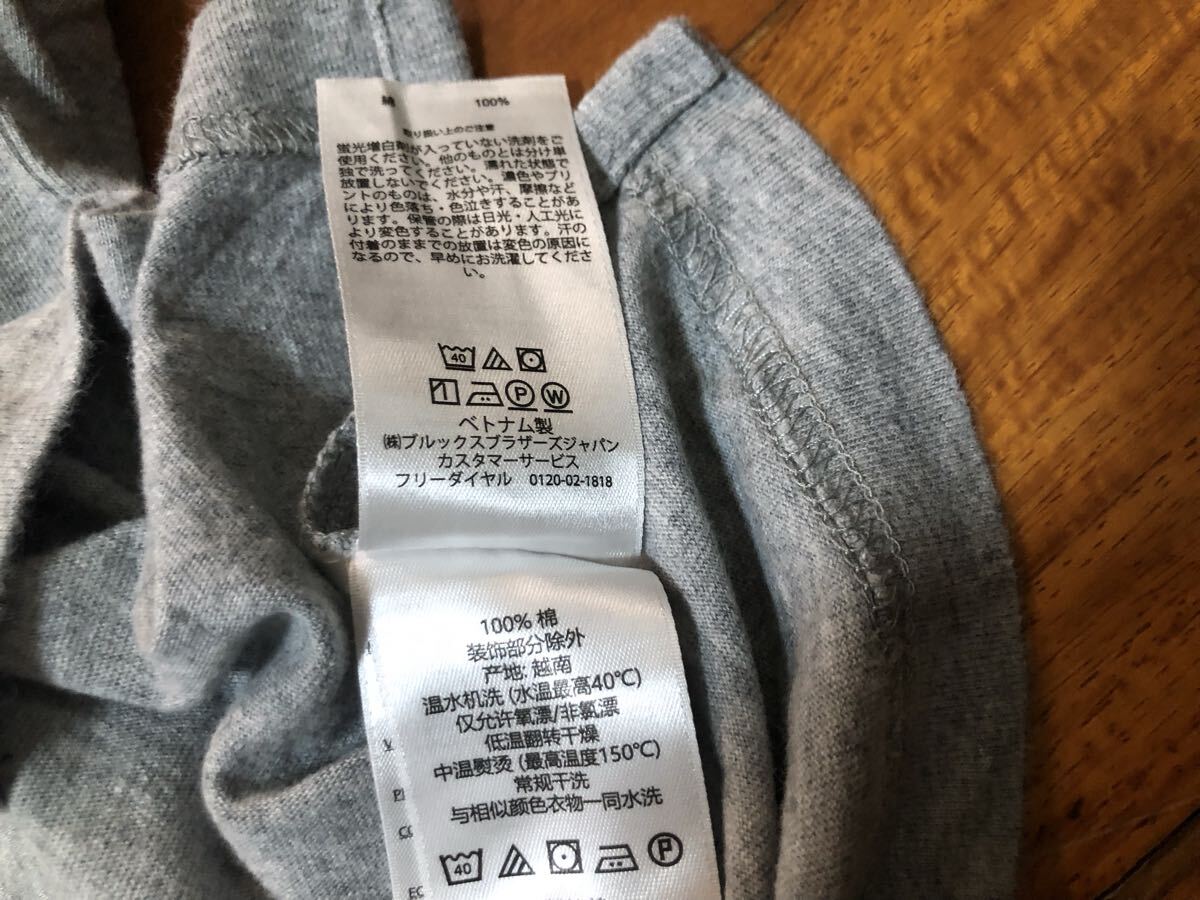 綿 100%
取り扱い上のご注意
蛍光増白剤が入っていない洗剤をご
使用ください。他のものとは分け単
独で洗ってください。濡れた状態で
放置しないでください。濃色やプリ
ントのものは、水分や汗、摩擦など
により色落ち・色泣きすることがあ
ります。保管の際は日光・人工光に
より変色することがあります。汗の
付着のままでの放置は変色の原因に
なるので、早めにお洗濯してくださ
い。
40
P W
ベトナム製
㈱ブルックスブラザーズジャパン
カスタマーサービス
フリーダイヤル 0120-02-1818
100% 棉
装饰部分除外
产地: 越南
温水机洗 (水温最高40℃)
仅允许氧漂/非氯漂
低温翻转干燥
中温熨烫 (最高温度150℃)
常规干洗
与相似颜色衣物一同水洗
40 P